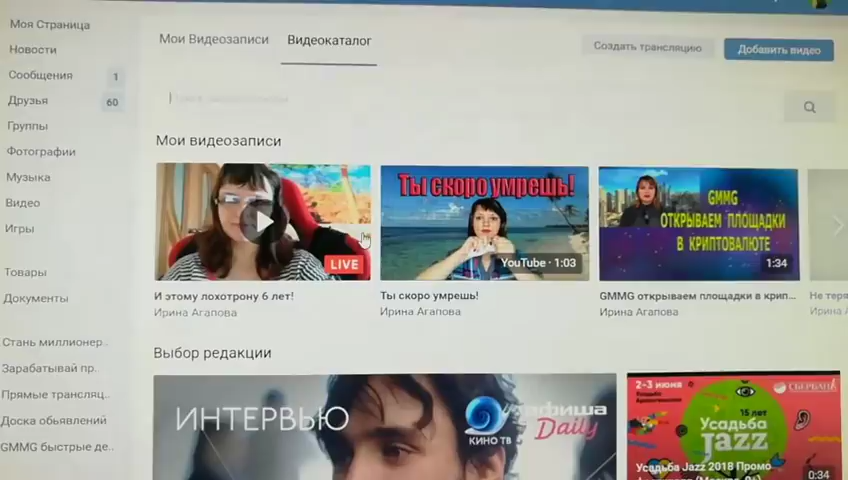 Моя Страница
Новости
Сообщения 1
Друзья 60
Группы
Фотографии
Музыка
Видео
Игры
Товары
Документы
Стань миллионер..
Зарабатывай пр.
Прямые трансляц..
Доска обьявлений
GMMG быстрые де..
Мои Видеозаписи Видеокаталог Создать трансляцию Добавить видео
Мои видеозаписи
LIVE
И этому лохотрону 6 лет!
Ирина Агапова
Ты скоро умрешь!
YouTube · 1:03
Ты скоро умрешь!
Ирина Агапова
GMMG
ОТКРЫВАЕМ ПЛОЩАДКИ
В КРИПТОВАЛЮТЕ
1:34
GMMG открываем площадки в крип...
Ирина Агапова
Не теря
Ирина
Выбор редакции
ИНТЕРВЬЮ
КИНО ТВ
афиша
Daily
2-3 июня
Усадьба
СБЕРБАНК
15 лет
Усадьба
jazz
Усадьба Jazz 2018 Промо
0:34